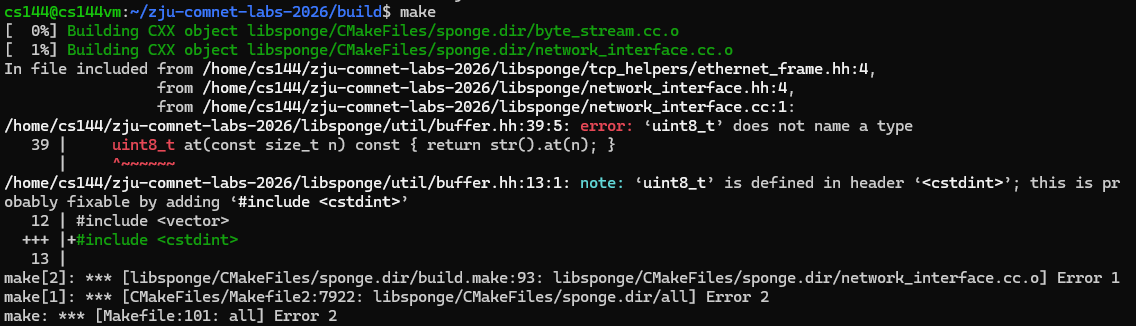 cs144@cs144vm:~/zju-comnet-labs-2026/build$ make
[  0%] Building CXX object libsponge/CMakeFiles/sponge.dir/byte_stream.cc.o
[  1%] Building CXX object libsponge/CMakeFiles/sponge.dir/network_interface.cc.o
In file included from /home/cs144/zju-comnet-labs-2026/libsponge/tcp_helpers/ethernet_frame.hh:4,
                 from /home/cs144/zju-comnet-labs-2026/libsponge/network_interface.hh:4,
                 from /home/cs144/zju-comnet-labs-2026/libsponge/network_interface.cc:1:
/home/cs144/zju-comnet-labs-2026/libsponge/util/buffer.hh:39:5: error: ‘uint8_t’ does not name a type
   39 |     uint8_t at(const size_t n) const { return str().at(n); }
      |     ^~~~~~~
/home/cs144/zju-comnet-labs-2026/libsponge/util/buffer.hh:13:1: note: ‘uint8_t’ is defined in header ‘<cstdint>’; this is pr
obably fixable by adding ‘#include <cstdint>’
   12 | #include <vector>
  +++ |+#include <cstdint>
   13 |
make[2]: *** [libsponge/CMakeFiles/sponge.dir/build.make:93: libsponge/CMakeFiles/sponge.dir/network_interface.cc.o] Error 1
make[1]: *** [CMakeFiles/Makefile2:7922: libsponge/CMakeFiles/sponge.dir/all] Error 2
make: *** [Makefile:101: all] Error 2